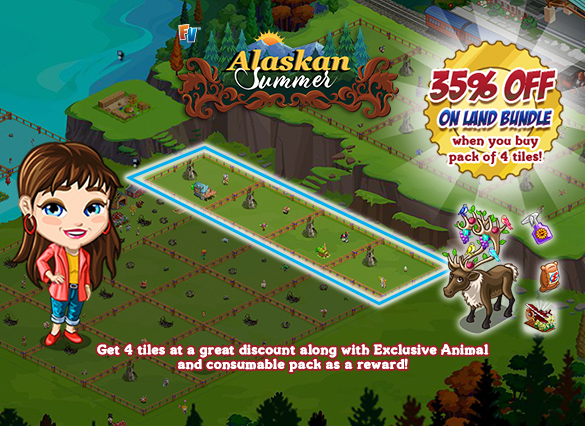 FV
Alaskan
Summer
35% OFF
ON LAND BUNDLE
when you buy
pack of 4 tiles!
Get 4 tiles at a great discount along with Exclusive Animal
and consumable pack as a reward!